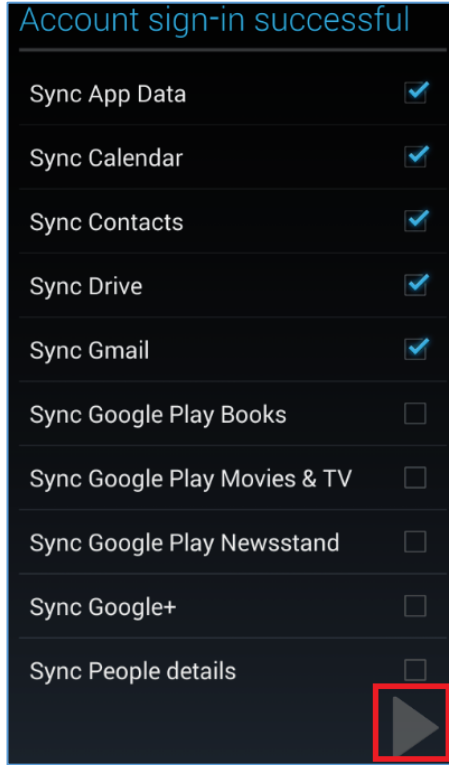 Account sign-in successful
Sync App Data
Sync Calendar
Sync Contacts
Sync Drive
Sync Gmail
Sync Google Play Books
Sync Google Play Movies & TV
Sync Google Play Newsstand
Sync Google+
Sync People details